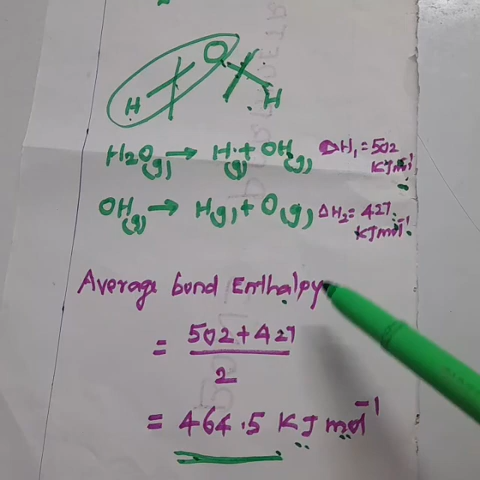 O
H
H
H₂O(g) → H(g) + OH(g) ΔH₁ = 502 KJmol⁻¹
OH(g) → H(g) + O(g) ΔH₂ = 427 KJmol⁻¹
Average bond Enthalpy
= 502+427
2
= 464.5 KJ mol⁻¹